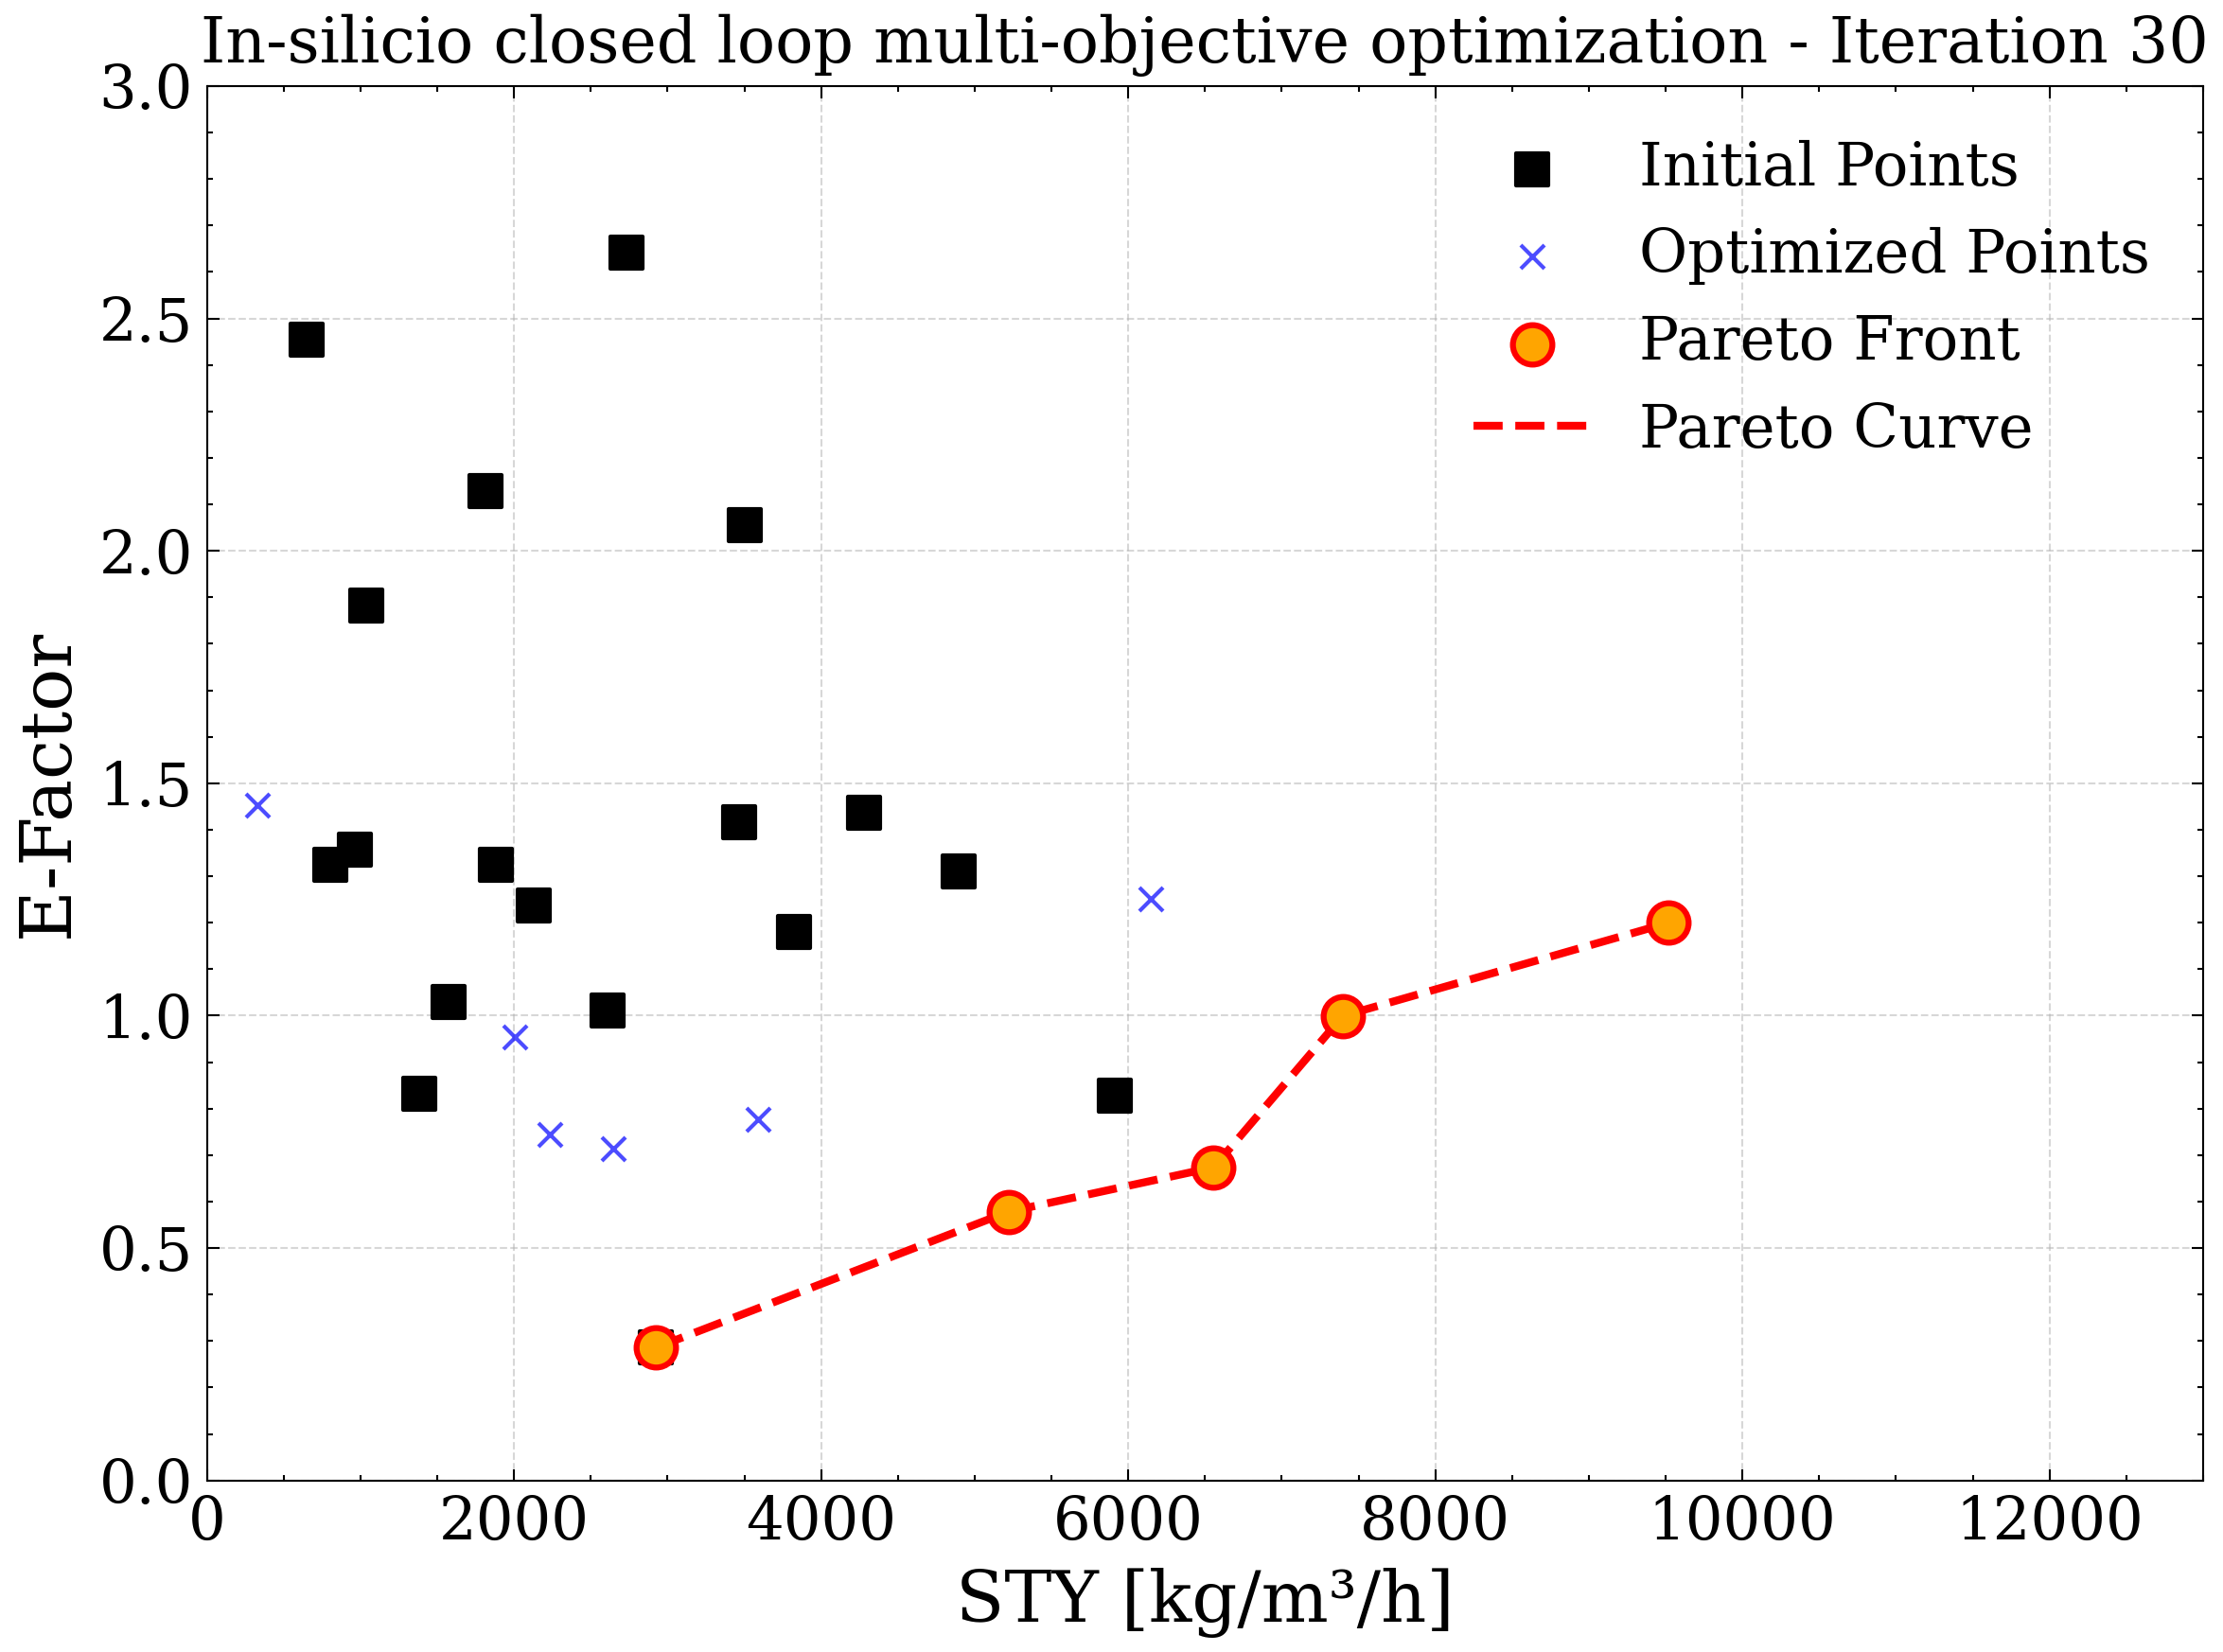 In-silicio closed loop multi-objective optimization - Iteration 30
3.0
2.5
2.0
1.5
1.0
0.5
0.0
E-Factor
Initial Points
Optimized Points
Pareto Front
Pareto Curve
0 2000 4000 6000 8000 10000 12000
STY [kg/m³/h]